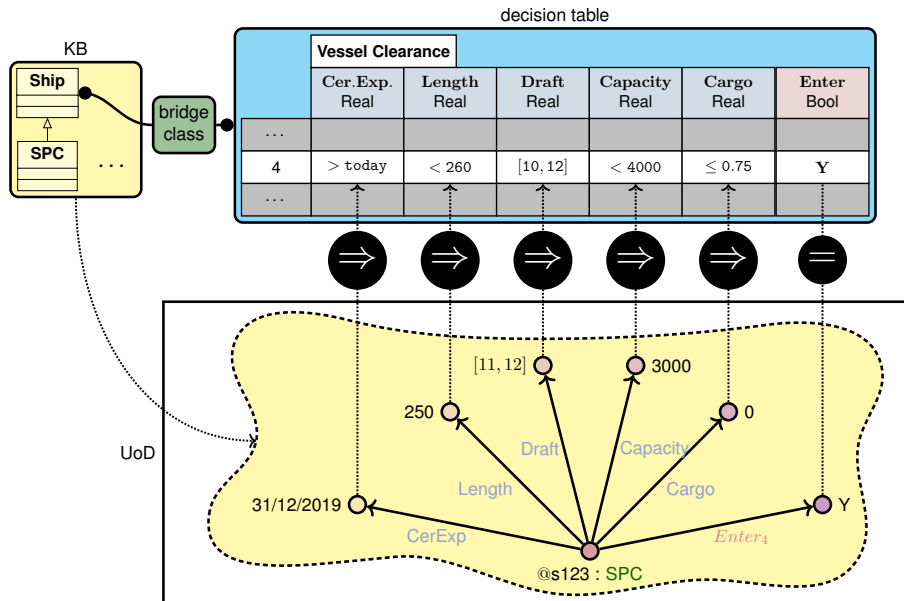 decision table
KB
Vessel Clearance
Ship
Cer.Exp. Length Draft Capacity Cargo Enter
Real Real Real Real Real Bool
bridge
class
...
SPC
...
4 > today < 260 [10, 12] < 4000 ≤ 0.75 Y
...
⇒ ⇒ ⇒ ⇒ ⇒ =
[11, 12] 3000
250 0
Draft Capacity
UoD
Length Cargo
31/12/2019 Y
CerExp Enter₄
@s123 : SPC